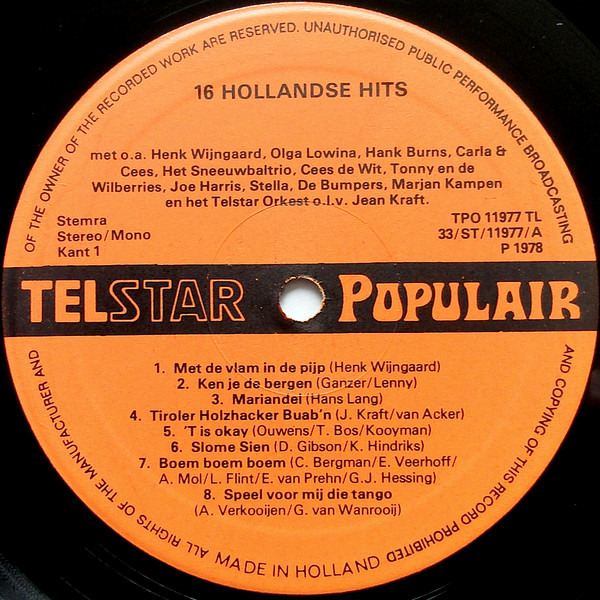 OF THE OWNER OF THE RECORDED WORK ARE RESERVED. UNAUTHORISED PUBLIC PERFORMANCE BROADCASTING
16 HOLLANDSE HITS
met o.a. Henk Wijngaard, Olga Lowina, Hank Burns, Carla &
Cees, Het Sneeuwbaltrio, Cees de Wit, Tonny en de
Wilberries, Joe Harris, Stella, De Bumpers, Marjan Kampen
en het Telstar Orkest o.l.v. Jean Kraft.
Stemra
Stereo/Mono
Kant 1
TPO 11977 TL
33/ST/11977/A
P 1978
TELSTAR POPULAIR
1. Met de vlam in de pijp (Henk Wijngaard)
2. Ken je de bergen (Ganzer/Lenny)
3. Mariandei (Hans Lang)
4. Tiroler Holzhacker Buab'n (J. Kraft/van Acker)
5. 'T is okay (Ouwens/T. Bos/Kooyman)
6. Slome Sien (D. Gibson/K. Hindriks)
7. Boem boem boem (C. Bergman/E. Veerhoff/
A. Mol/L. Flint/E. van Prehn/G.J. Hessing)
8. Speel voor mij die tango
(A. Verkooijen/G. van Wanrooij)
AND COPYING OF THIS RECORD PROHIBITED
ALL RIGHTS OF THE MANUFACTURER AND
MADE IN HOLLAND